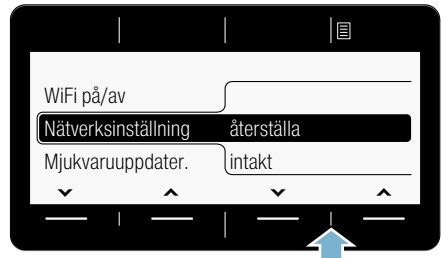 WiFi på/av
Nätverksinställning återställa
Mjukvaruuppdater. intakt